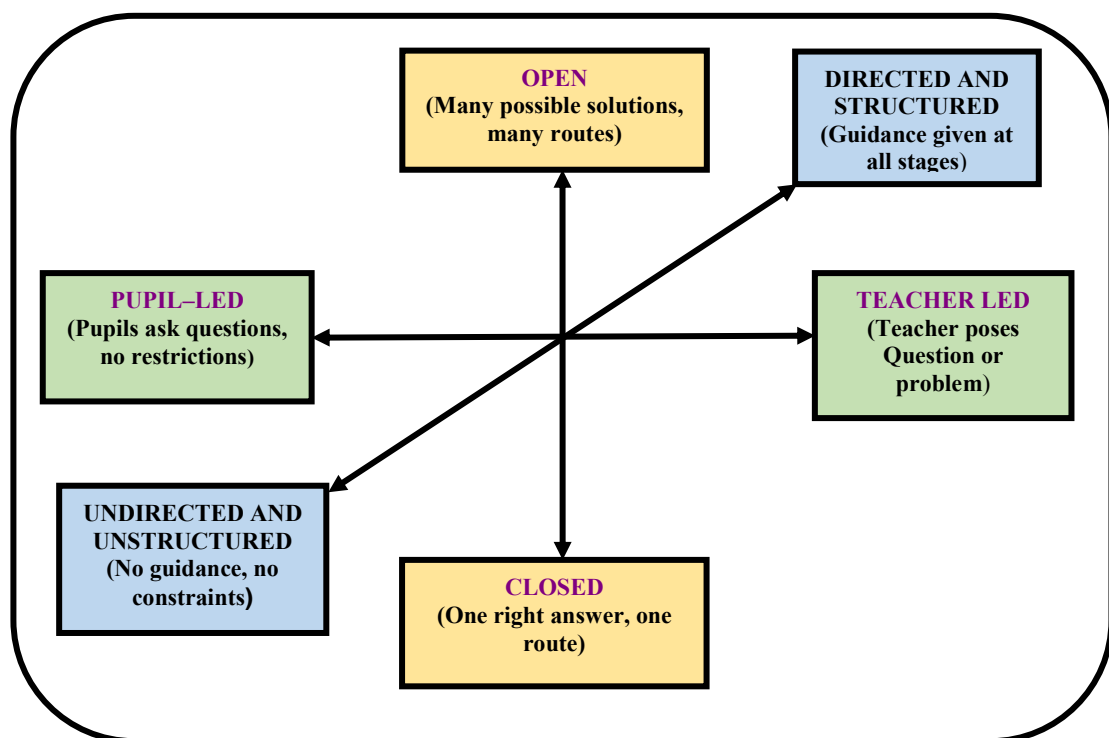 OPEN
(Many possible solutions,
many routes)
DIRECTED AND
STRUCTURED
(Guidance given at
all stages)
PUPIL–LED
(Pupils ask questions,
no restrictions)
TEACHER LED
(Teacher poses
Question or
problem)
UNDIRECTED AND
UNSTRUCTURED
(No guidance, no
constraints)
CLOSED
(One right answer, one
route)